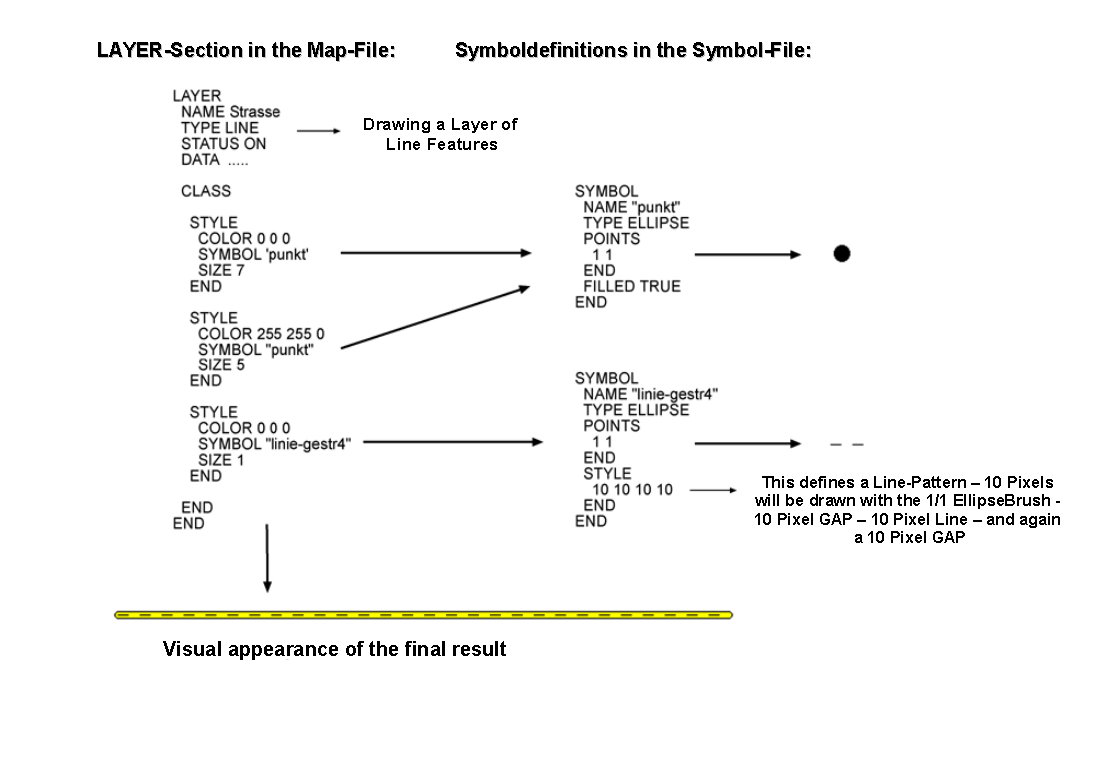 LAYER-Section in the Map-File:
Symboldefinitions in the Symbol-File:
LAYER
NAME Strasse
TYPE LINE
STATUS ON
DATA .....
Drawing a Layer of
Line Features
CLASS
STYLE
COLOR 0 0 0
SYMBOL 'punkt'
SIZE 7
END
STYLE
COLOR 255 255 0
SYMBOL "punkt"
SIZE 5
END
STYLE
COLOR 0 0 0
SYMBOL "linie-gestr4"
SIZE 1
END
END
END
SYMBOL
NAME "punkt"
TYPE ELLIPSE
POINTS
1 1
END
FILLED TRUE
END
SYMBOL
NAME "linie-gestr4"
TYPE ELLIPSE
POINTS
1 1
END
STYLE
10 10 10 10
END
END
This defines a Line-Pattern – 10 Pixels
will be drawn with the 1/1 EllipseBrush -
10 Pixel GAP – 10 Pixel Line – and again
a 10 Pixel GAP
Visual appearance of the final result